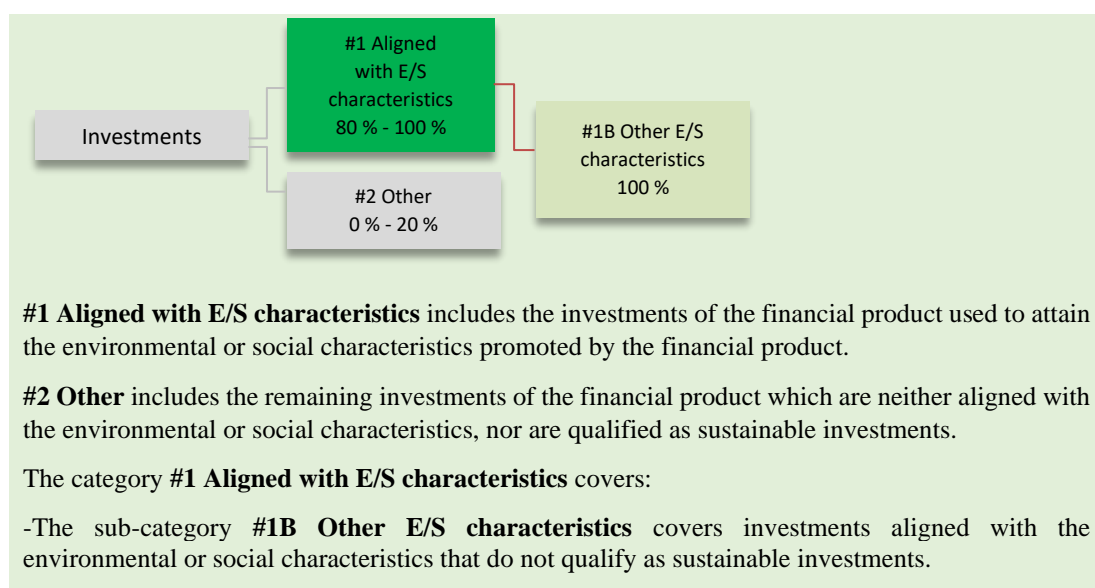 #1 Aligned
with E/S
characteristics
80 % - 100 %
Investments
#1B Other E/S
characteristics
100 %
#2 Other
0 % - 20 %
#1 Aligned with E/S characteristics includes the investments of the financial product used to attain
the environmental or social characteristics promoted by the financial product.
#2 Other includes the remaining investments of the financial product which are neither aligned with
the environmental or social characteristics, nor are qualified as sustainable investments.
The category #1 Aligned with E/S characteristics covers:
-The sub-category #1B Other E/S characteristics covers investments aligned with the
environmental or social characteristics that do not qualify as sustainable investments.